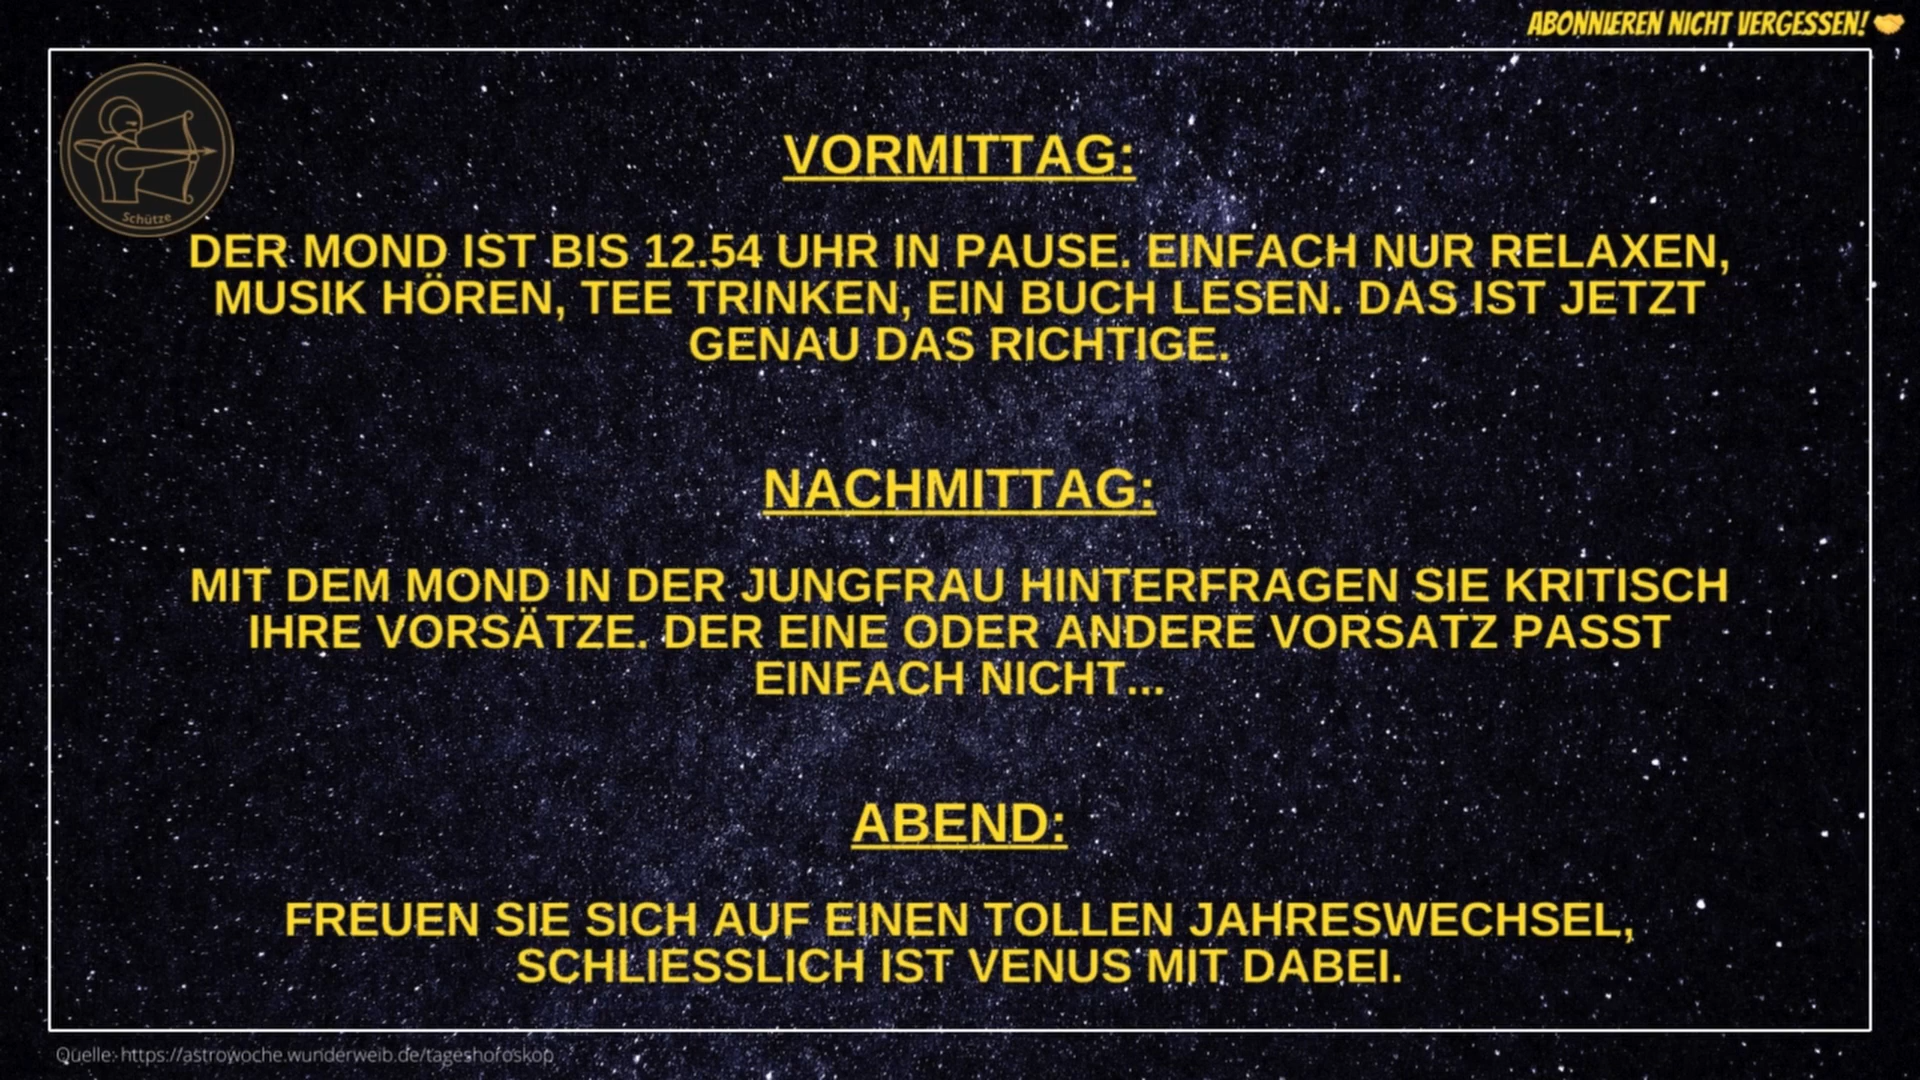 ABONNIEREN NICHT VERGESSEN!
Schütze
VORMITTAG:
DER MOND IST BIS 12.54 UHR IN PAUSE. EINFACH NUR RELAXEN,
MUSIK HÖREN, TEE TRINKEN, EIN BUCH LESEN. DAS IST JETZT
GENAU DAS RICHTIGE.
NACHMITTAG:
MIT DEM MOND IN DER JUNGFRAU HINTERFRAGEN SIE KRITISCH
IHRE VORSÄTZE. DER EINE ODER ANDERE VORSATZ PASST
EINFACH NICHT...
ABEND:
FREUEN SIE SICH AUF EINEN TOLLEN JAHRESWECHSEL,
SCHLIESSLICH IST VENUS MIT DABEI.
Quelle: https://astrowoche.wunderweib.de/tageshoroskop